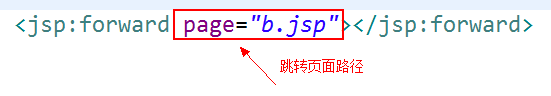 <jsp:forward page="b.jsp"></jsp:forward>
跳转页面路径